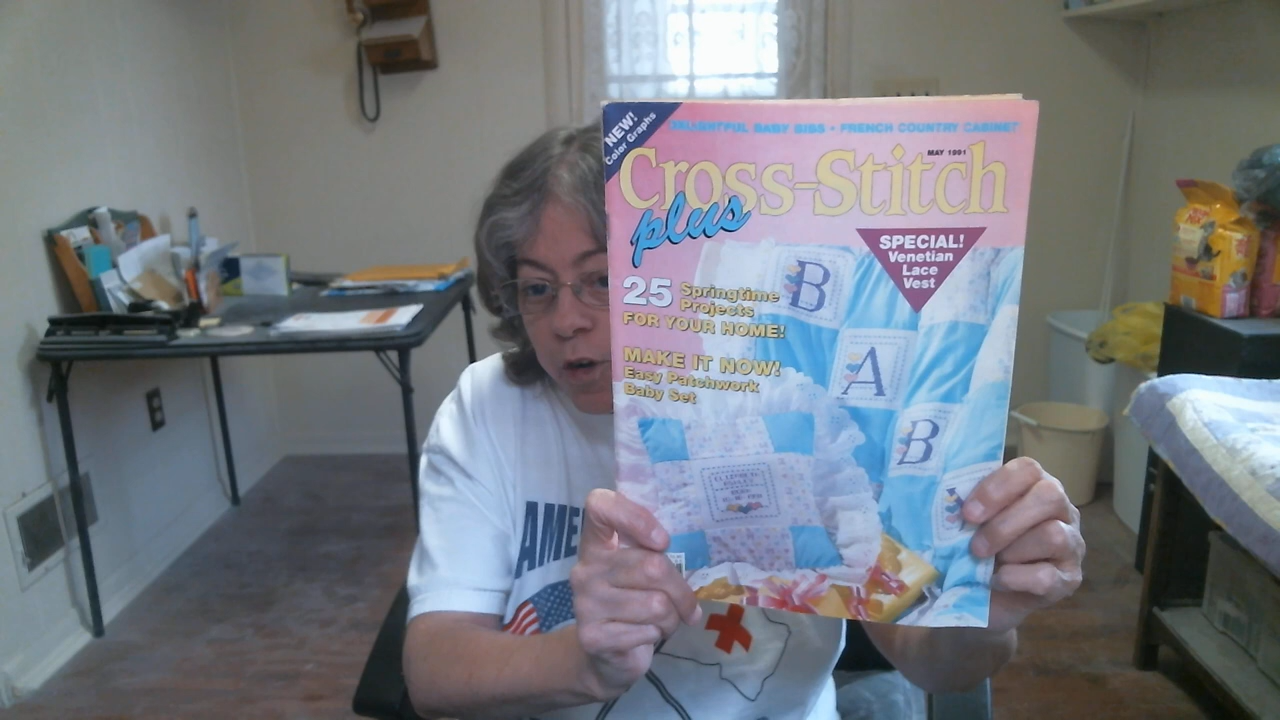 NEW!
Color Graphs
DELIGHTFUL BABY BIBS • FRENCH COUNTRY CABINET
MAY 1991
Cross-Stitch
plus
SPECIAL!
Venetian
Lace
Vest
25 Springtime
Projects
FOR YOUR HOME!
MAKE IT NOW!
Easy Patchwork
Baby Set
B
A
B
AME